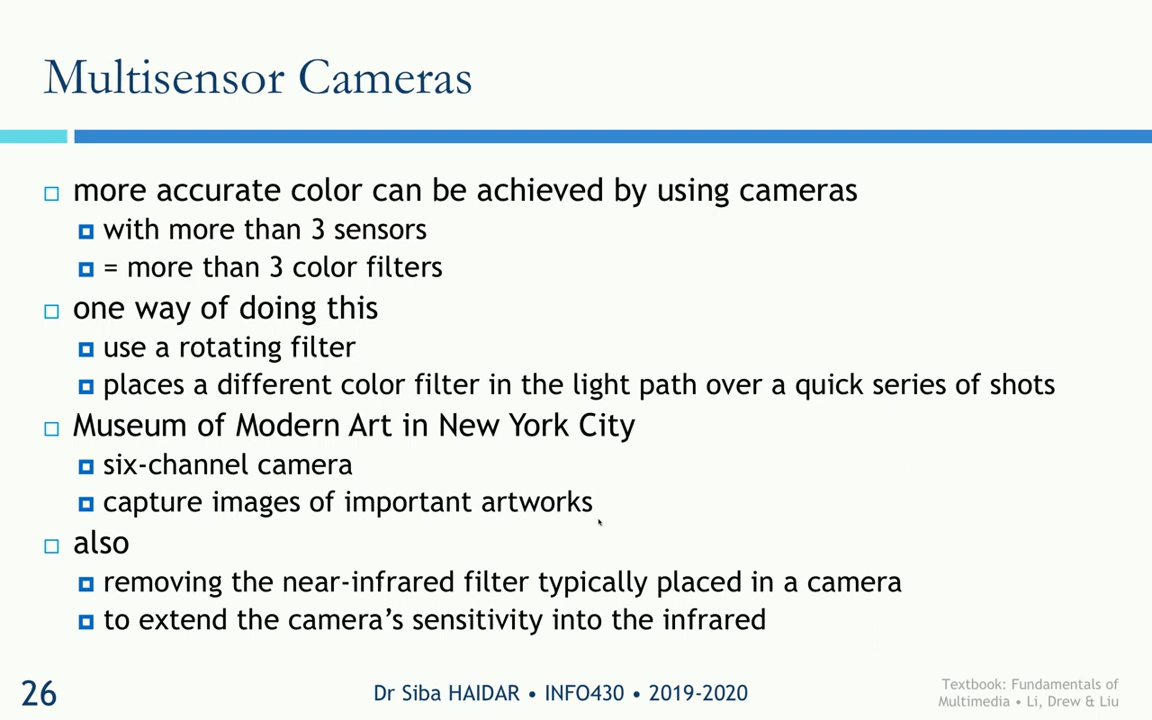 Multisensor Cameras
more accurate color can be achieved by using cameras
with more than 3 sensors
= more than 3 color filters
one way of doing this
use a rotating filter
places a different color filter in the light path over a quick series of shots
Museum of Modern Art in New York City
six-channel camera
capture images of important artworks
also
removing the near-infrared filter typically placed in a camera
to extend the camera's sensitivity into the infrared
26
Dr Siba HAIDAR • INFO430 • 2019-2020
Textbook: Fundamentals of
Multimedia • Li, Drew & Liu